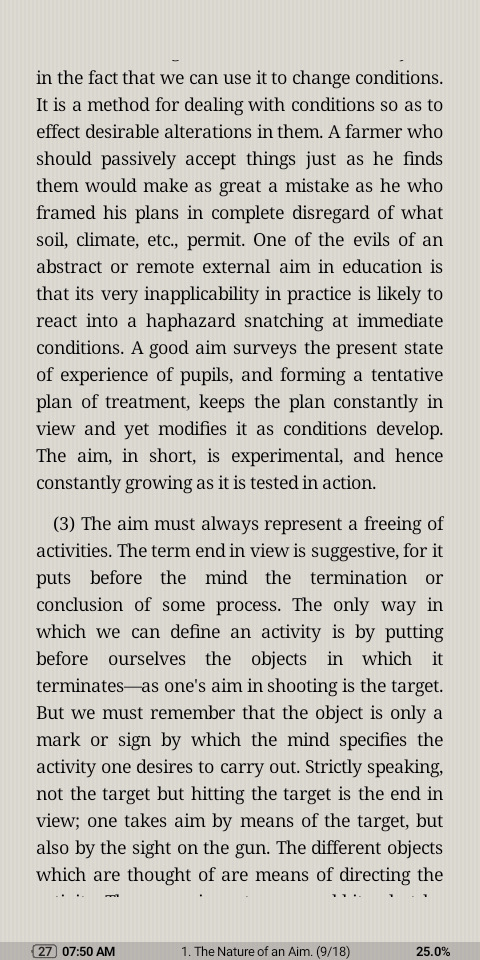 in the fact that we can use it to change conditions.
It is a method for dealing with conditions so as to
effect desirable alterations in them. A farmer who
should passively accept things just as he finds
them would make as great a mistake as he who
framed his plans in complete disregard of what
soil, climate, etc., permit. One of the evils of an
abstract or remote external aim in education is
that its very inapplicability in practice is likely to
react into a haphazard snatching at immediate
conditions. A good aim surveys the present state
of experience of pupils, and forming a tentative
plan of treatment, keeps the plan constantly in
view and yet modifies it as conditions develop.
The aim, in short, is experimental, and hence
constantly growing as it is tested in action.
(3) The aim must always represent a freeing of
activities. The term end in view is suggestive, for it
puts before the mind the termination or
conclusion of some process. The only way in
which we can define an activity is by putting
before ourselves the objects in which it
terminates—as one's aim in shooting is the target.
But we must remember that the object is only a
mark or sign by which the mind specifies the
activity one desires to carry out. Strictly speaking,
not the target but hitting the target is the end in
view; one takes aim by means of the target, but
also by the sight on the gun. The different objects
which are thought of are means of directing the
27 07:50 AM 1. The Nature of an Aim. (9/18) 25.0%